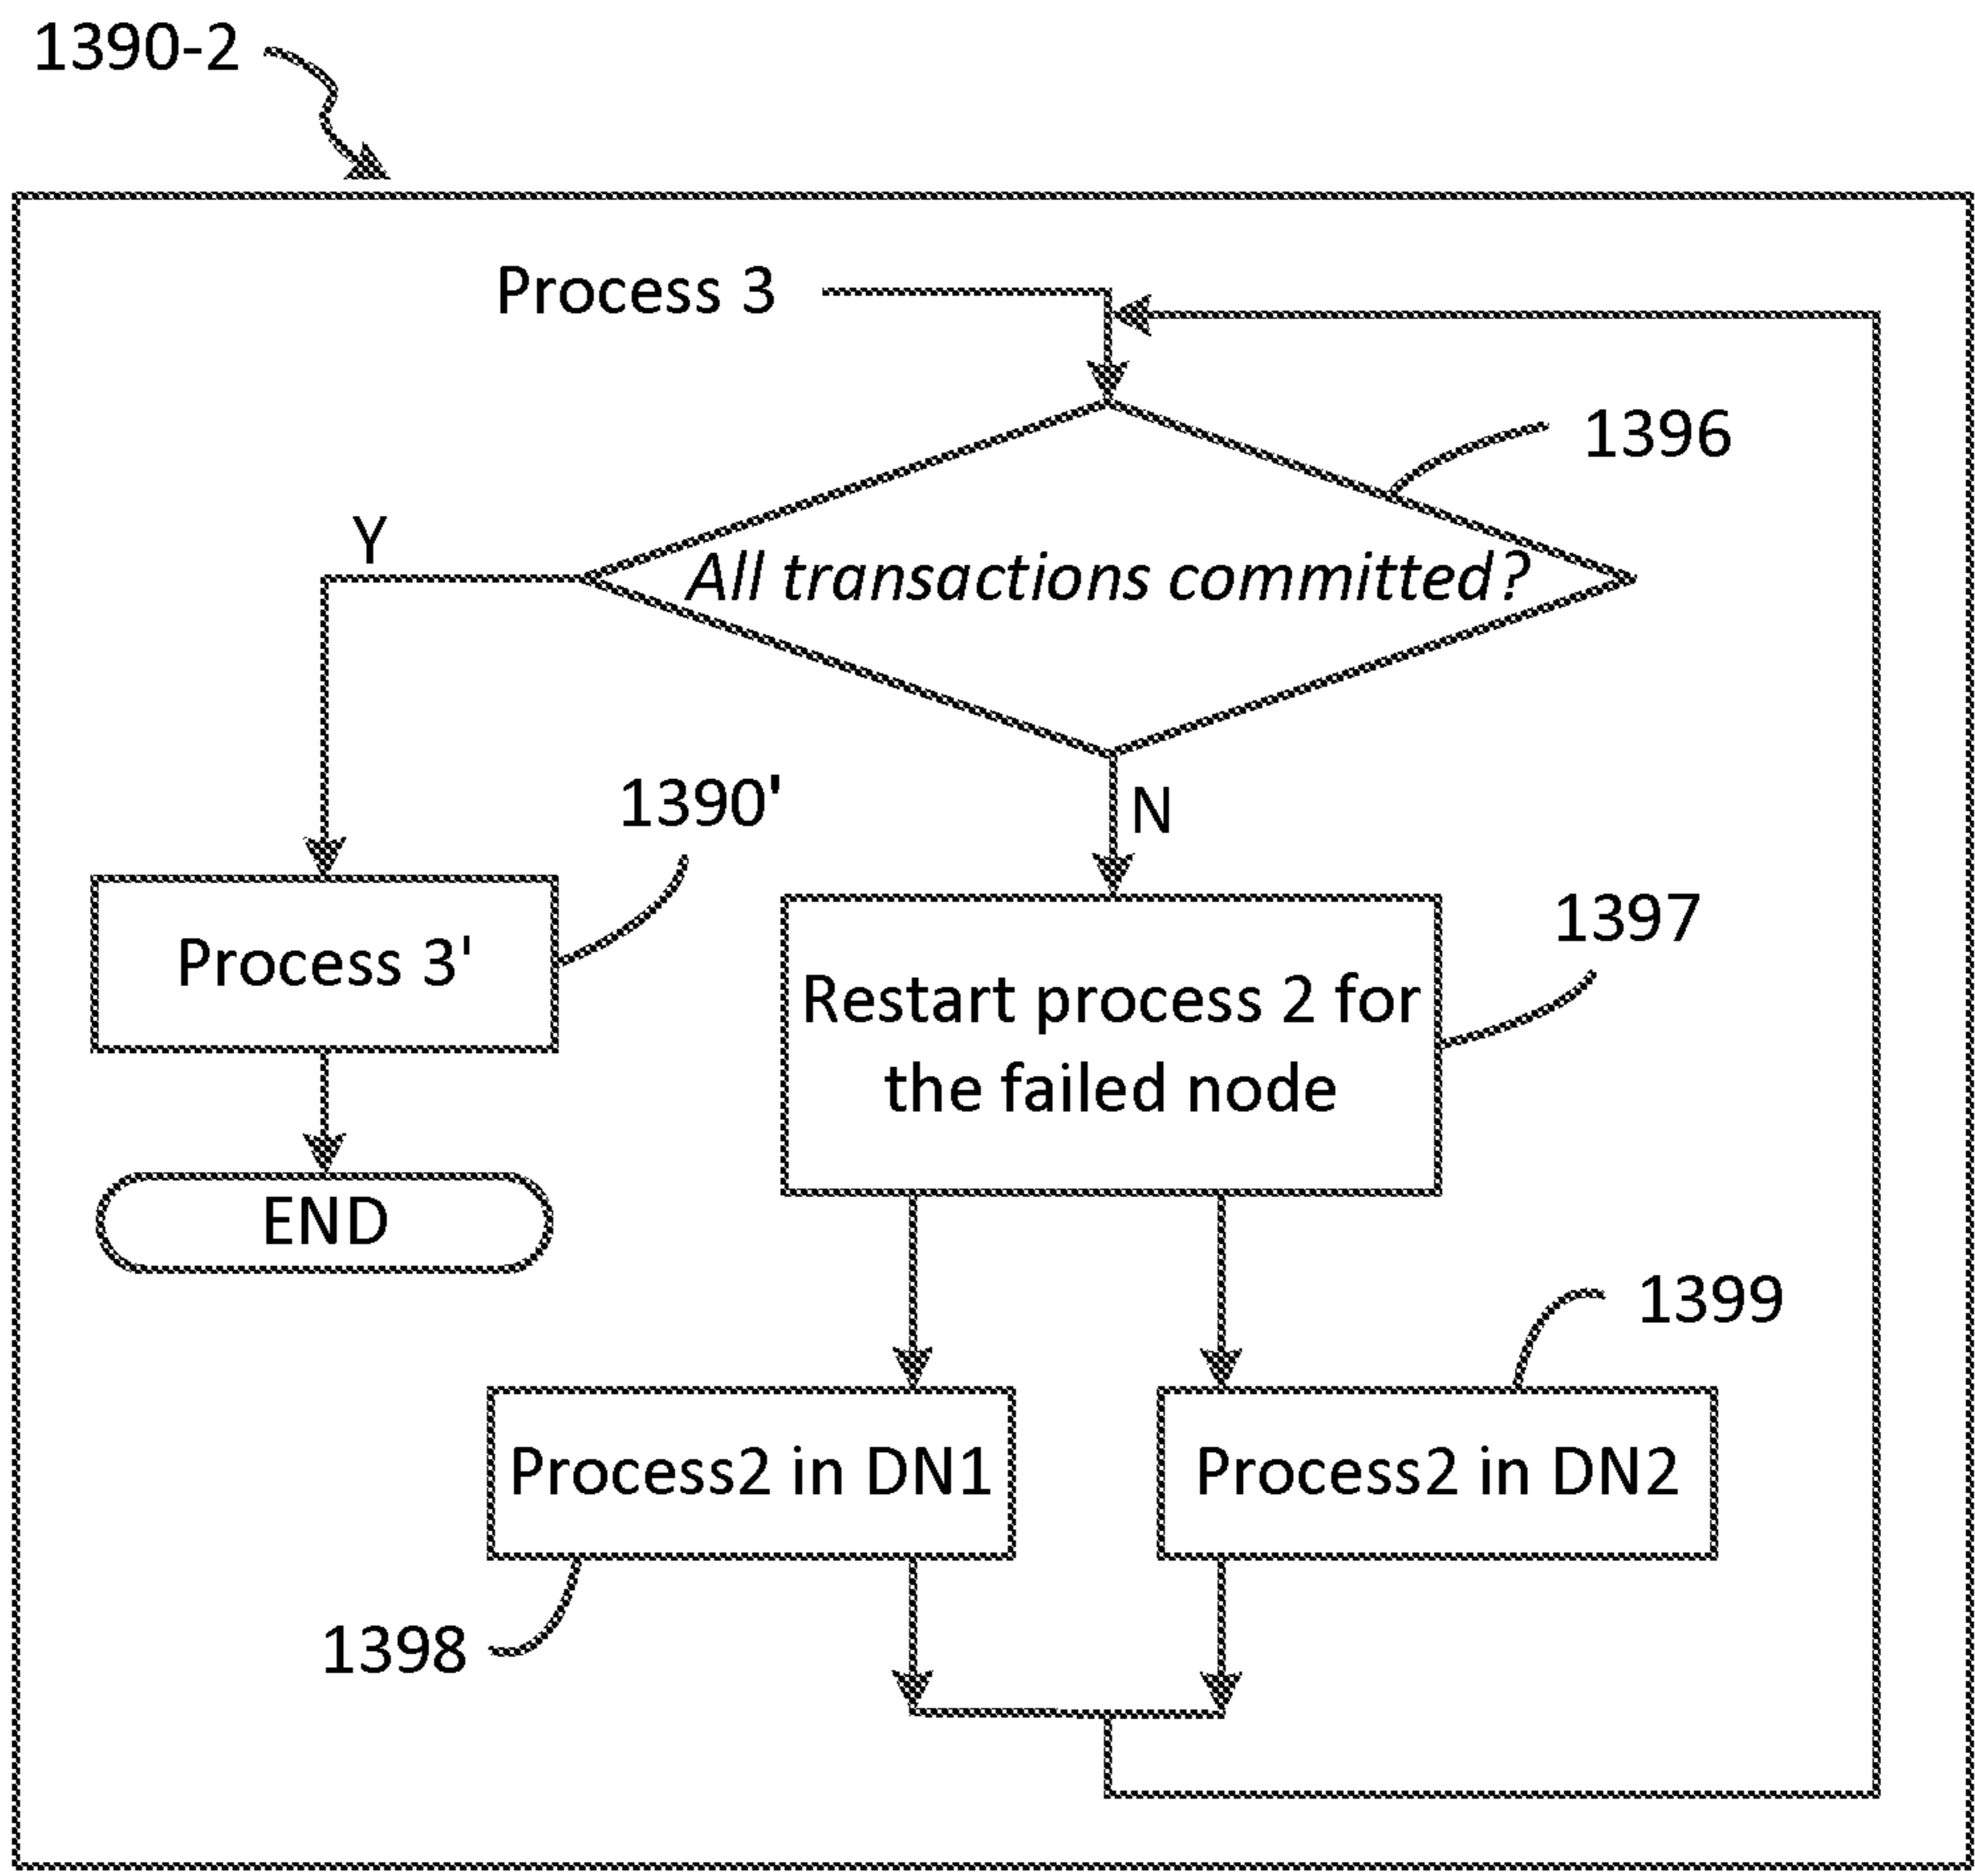 1390-2
Process 3
1396
Y
All transactions committed?
1390'
N
1397
Process 3'
Restart process 2 for
the failed node
END
1399
Process2 in DN1
Process2 in DN2
1398